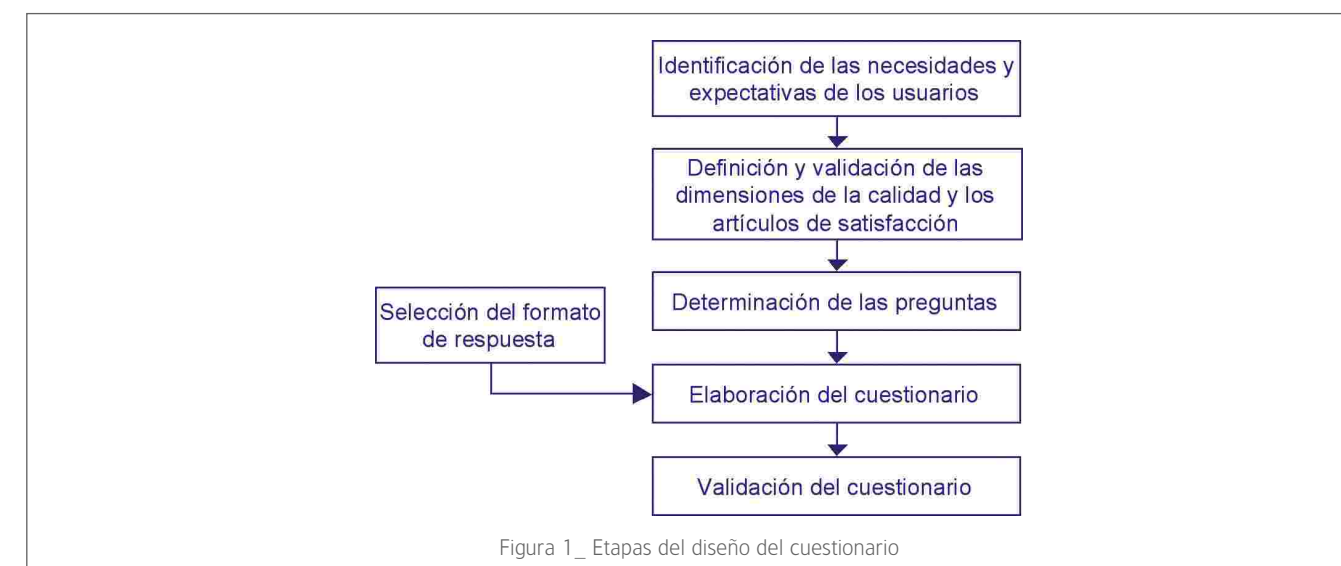 Identificación de las necesidades y
expectativas de los usuarios
Definición y validación de las
dimensiones de la calidad y los
artículos de satisfacción
Determinación de las preguntas
Selección del formato
de respuesta
Elaboración del cuestionario
Validación del cuestionario
Figura 1_ Etapas del diseño del cuestionario